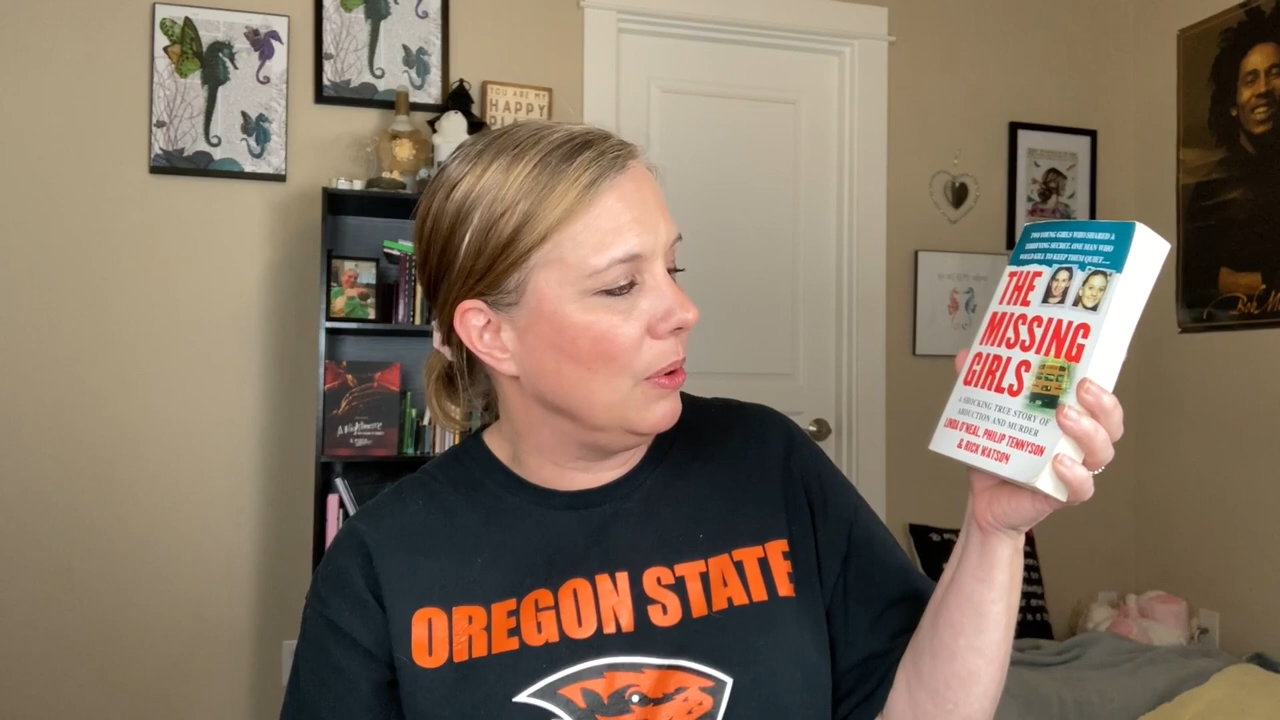 YOU ARE MY
HAPPY
TWO YOUNG GIRLS WHO SHARED A
TERRIFYING SECRET. ONE MAN WHO
WOULD KILL TO KEEP THEM QUIET....
THE
MISSING
GIRLS
A SHOCKING TRUE STORY OF
ABDUCTION AND MURDER
LINDA O'NEAL, PHILIP TENNYSON
& RICK WATSON
OREGON STATE